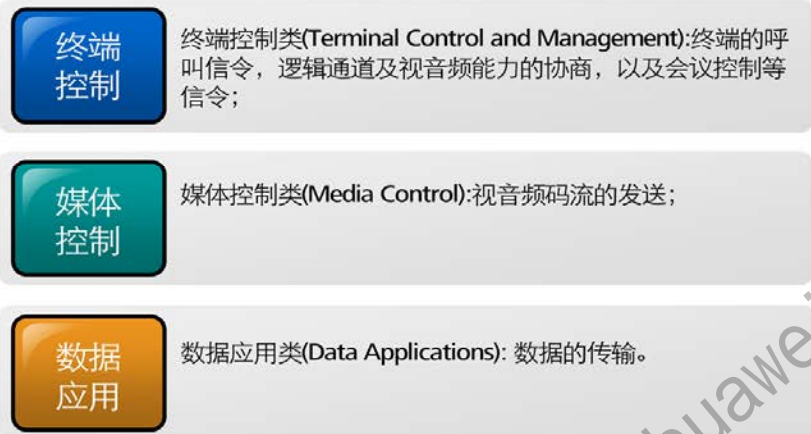 终端
控制
终端控制类(Terminal Control and Management):终端的呼
叫信令，逻辑通道及视音频能力的协商，以及会议控制等
信令；
媒体
控制
媒体控制类(Media Control):视音频码流的发送；
数据
应用
数据应用类(Data Applications): 数据的传输。
huawei